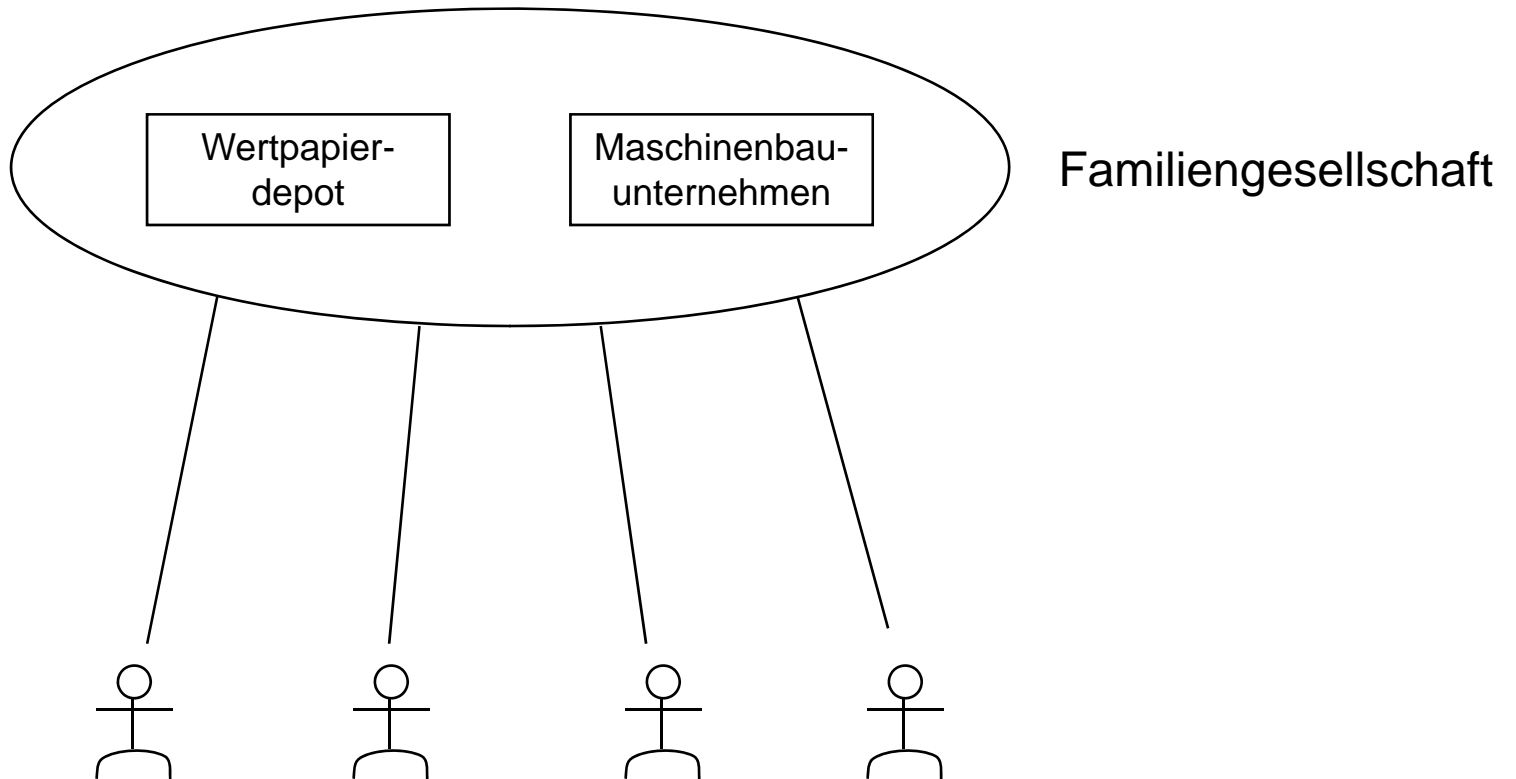 Wertpapier-
depot
Maschinenbau-
unternehmen
Familiengesellschaft